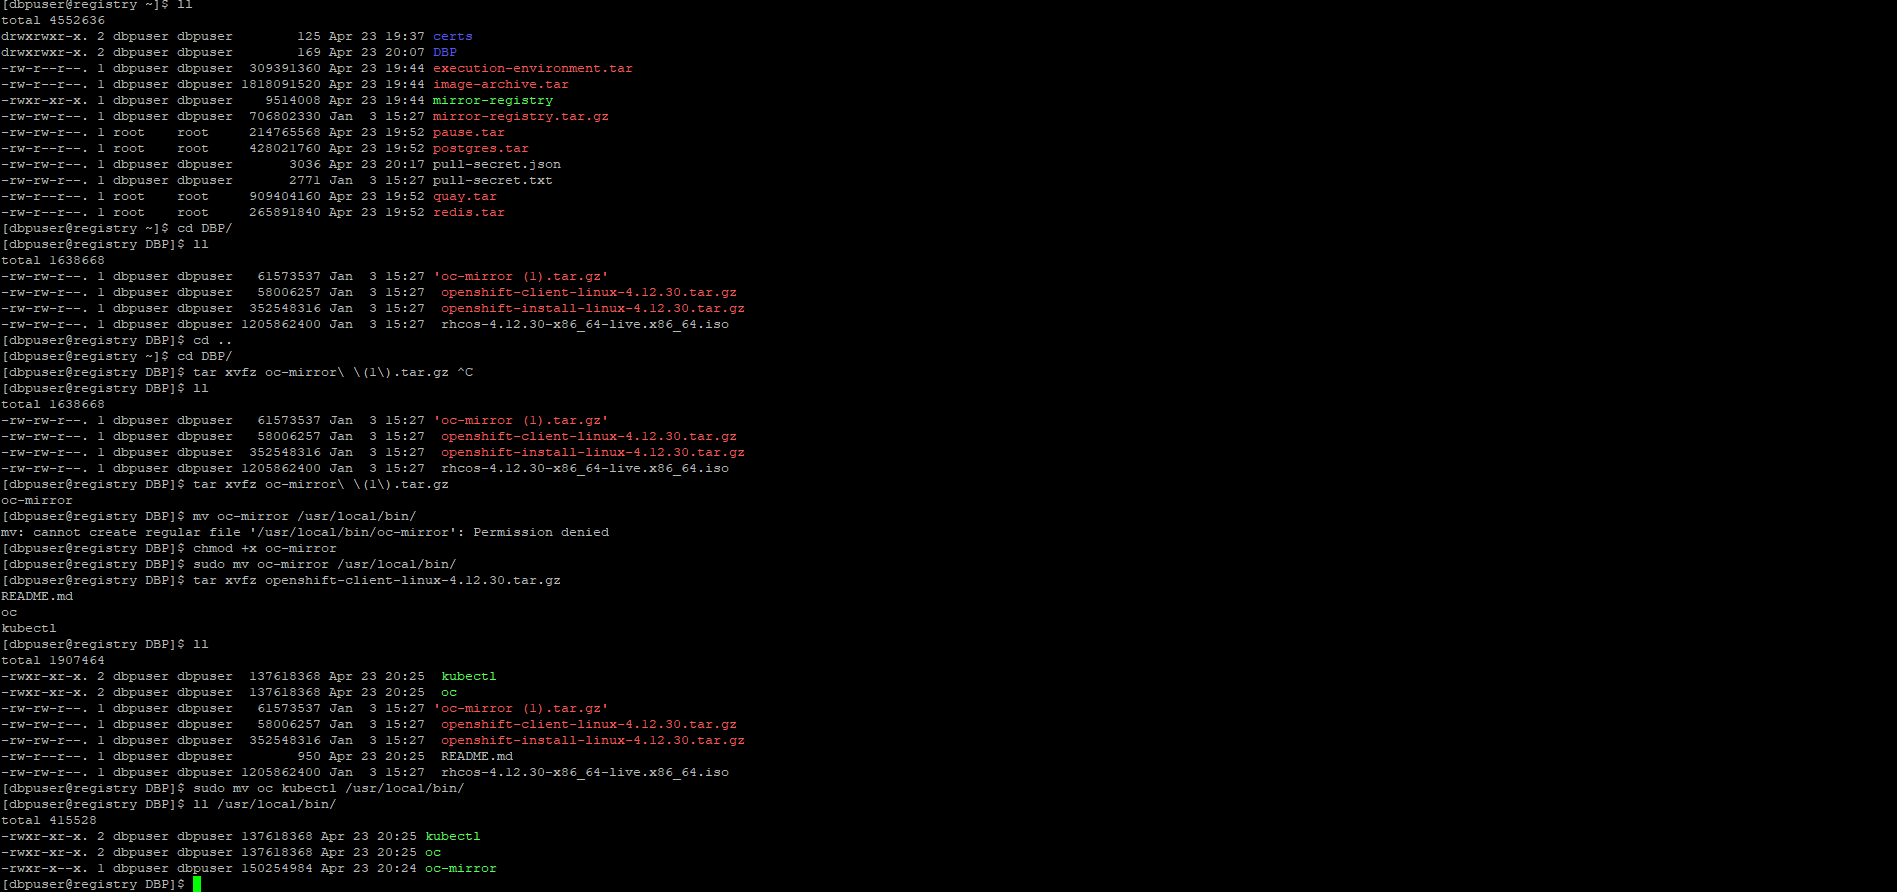 [dbpuser@registry ~]$ ll
total 4552636
drwxrwxr-x. 2 dbpuser dbpuser        125 Apr 23 19:37 certs
drwxrwxr-x. 2 dbpuser dbpuser        169 Apr 23 20:07 DBP
-rw-r--r--. 1 dbpuser dbpuser  309391360 Apr 23 19:44 execution-environment.tar
-rw-r--r--. 1 dbpuser dbpuser 1818091520 Apr 23 19:44 image-archive.tar
-rwxr-xr-x. 1 dbpuser dbpuser    9514008 Apr 23 19:44 mirror-registry
-rw-rw-r--. 1 dbpuser dbpuser  706802330 Jan  3 15:27 mirror-registry.tar.gz
-rw-r--r--. 1 root    root     214765568 Apr 23 19:52 pause.tar
-rw-r--r--. 1 root    root     428021760 Apr 23 19:52 postgres.tar
-rw-rw-r--. 1 dbpuser dbpuser       3036 Apr 23 20:17 pull-secret.json
-rw-rw-r--. 1 dbpuser dbpuser       2771 Jan  3 15:27 pull-secret.txt
-rw-r--r--. 1 root    root     909404160 Apr 23 19:52 quay.tar
-rw-r--r--. 1 root    root     265891840 Apr 23 19:52 redis.tar
[dbpuser@registry ~]$ cd DBP/
[dbpuser@registry DBP]$ ll
total 1638668
-rw-rw-r--. 1 dbpuser dbpuser   61573537 Jan  3 15:27 'oc-mirror (1).tar.gz'
-rw-rw-r--. 1 dbpuser dbpuser   58006257 Jan  3 15:27  openshift-client-linux-4.12.30.tar.gz
-rw-rw-r--. 1 dbpuser dbpuser  352548316 Jan  3 15:27  openshift-install-linux-4.12.30.tar.gz
-rw-rw-r--. 1 dbpuser dbpuser 1205862400 Jan  3 15:27  rhcos-4.12.30-x86_64-live.x86_64.iso
[dbpuser@registry DBP]$ cd ..
[dbpuser@registry ~]$ cd DBP/
[dbpuser@registry DBP]$ tar xvfz oc-mirror\ \(1\).tar.gz ^C
[dbpuser@registry DBP]$ ll
total 1638668
-rw-rw-r--. 1 dbpuser dbpuser   61573537 Jan  3 15:27 'oc-mirror (1).tar.gz'
-rw-rw-r--. 1 dbpuser dbpuser   58006257 Jan  3 15:27  openshift-client-linux-4.12.30.tar.gz
-rw-rw-r--. 1 dbpuser dbpuser  352548316 Jan  3 15:27  openshift-install-linux-4.12.30.tar.gz
-rw-rw-r--. 1 dbpuser dbpuser 1205862400 Jan  3 15:27  rhcos-4.12.30-x86_64-live.x86_64.iso
[dbpuser@registry DBP]$ tar xvfz oc-mirror\ \(1\).tar.gz
oc-mirror
[dbpuser@registry DBP]$ mv oc-mirror /usr/local/bin/
mv: cannot create regular file '/usr/local/bin/oc-mirror': Permission denied
[dbpuser@registry DBP]$ chmod +x oc-mirror
[dbpuser@registry DBP]$ sudo mv oc-mirror /usr/local/bin/
[dbpuser@registry DBP]$ tar xvfz openshift-client-linux-4.12.30.tar.gz
README.md
oc
kubectl
[dbpuser@registry DBP]$ ll
total 1907464
-rwxr-xr-x. 2 dbpuser dbpuser  137618368 Apr 23 20:25  kubectl
-rwxr-xr-x. 2 dbpuser dbpuser  137618368 Apr 23 20:25  oc
-rw-rw-r--. 1 dbpuser dbpuser   61573537 Jan  3 15:27 'oc-mirror (1).tar.gz'
-rw-rw-r--. 1 dbpuser dbpuser   58006257 Jan  3 15:27  openshift-client-linux-4.12.30.tar.gz
-rw-rw-r--. 1 dbpuser dbpuser  352548316 Jan  3 15:27  openshift-install-linux-4.12.30.tar.gz
-rw-r--r--. 1 dbpuser dbpuser        950 Apr 23 20:25  README.md
-rw-rw-r--. 1 dbpuser dbpuser 1205862400 Jan  3 15:27  rhcos-4.12.30-x86_64-live.x86_64.iso
[dbpuser@registry DBP]$ sudo mv oc kubectl /usr/local/bin/
[dbpuser@registry DBP]$ ll /usr/local/bin/
total 415528
-rwxr-xr-x. 2 dbpuser dbpuser 137618368 Apr 23 20:25 kubectl
-rwxr-xr-x. 2 dbpuser dbpuser 137618368 Apr 23 20:25 oc
-rwxr-x--x. 1 dbpuser dbpuser 150254984 Apr 23 20:24 oc-mirror
[dbpuser@registry DBP]$